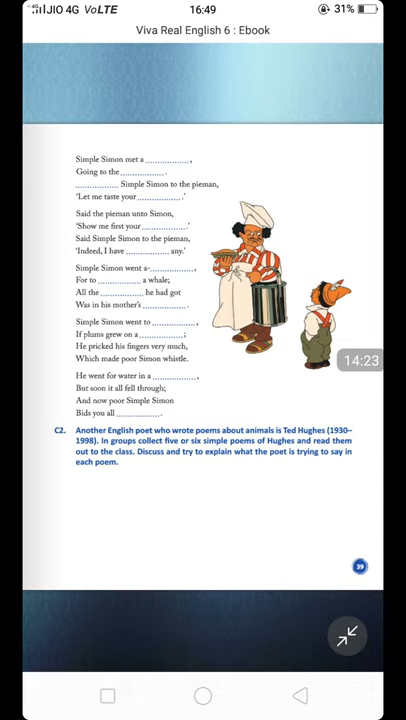 4G
JIO 4G VoLTE 16:49 31%
Viva Real English 6 : Ebook
Simple Simon met a ................,
Going to the ................ .
................ Simple Simon to the pieman,
‘Let me taste your ................ .’
Said the pieman unto Simon,
‘Show me first your ................ .’
Said Simple Simon to the pieman,
‘Indeed, I have ................ any.’
Simple Simon went a-................,
For to ................ a whale;
All the ................ he had got
Was in his mother’s ................ .
Simple Simon went to ................,
If plums grew on a ................;
He pricked his fingers very much,
Which made poor Simon whistle.
He went for water in a ................,
But soon it all fell through;
And now poor Simple Simon
Bids you all ................ .
C2. Another English poet who wrote poems about animals is Ted Hughes (1930–
1998). In groups collect five or six simple poems of Hughes and read them
out to the class. Discuss and try to explain what the poet is trying to say in
each poem.
14:23
39